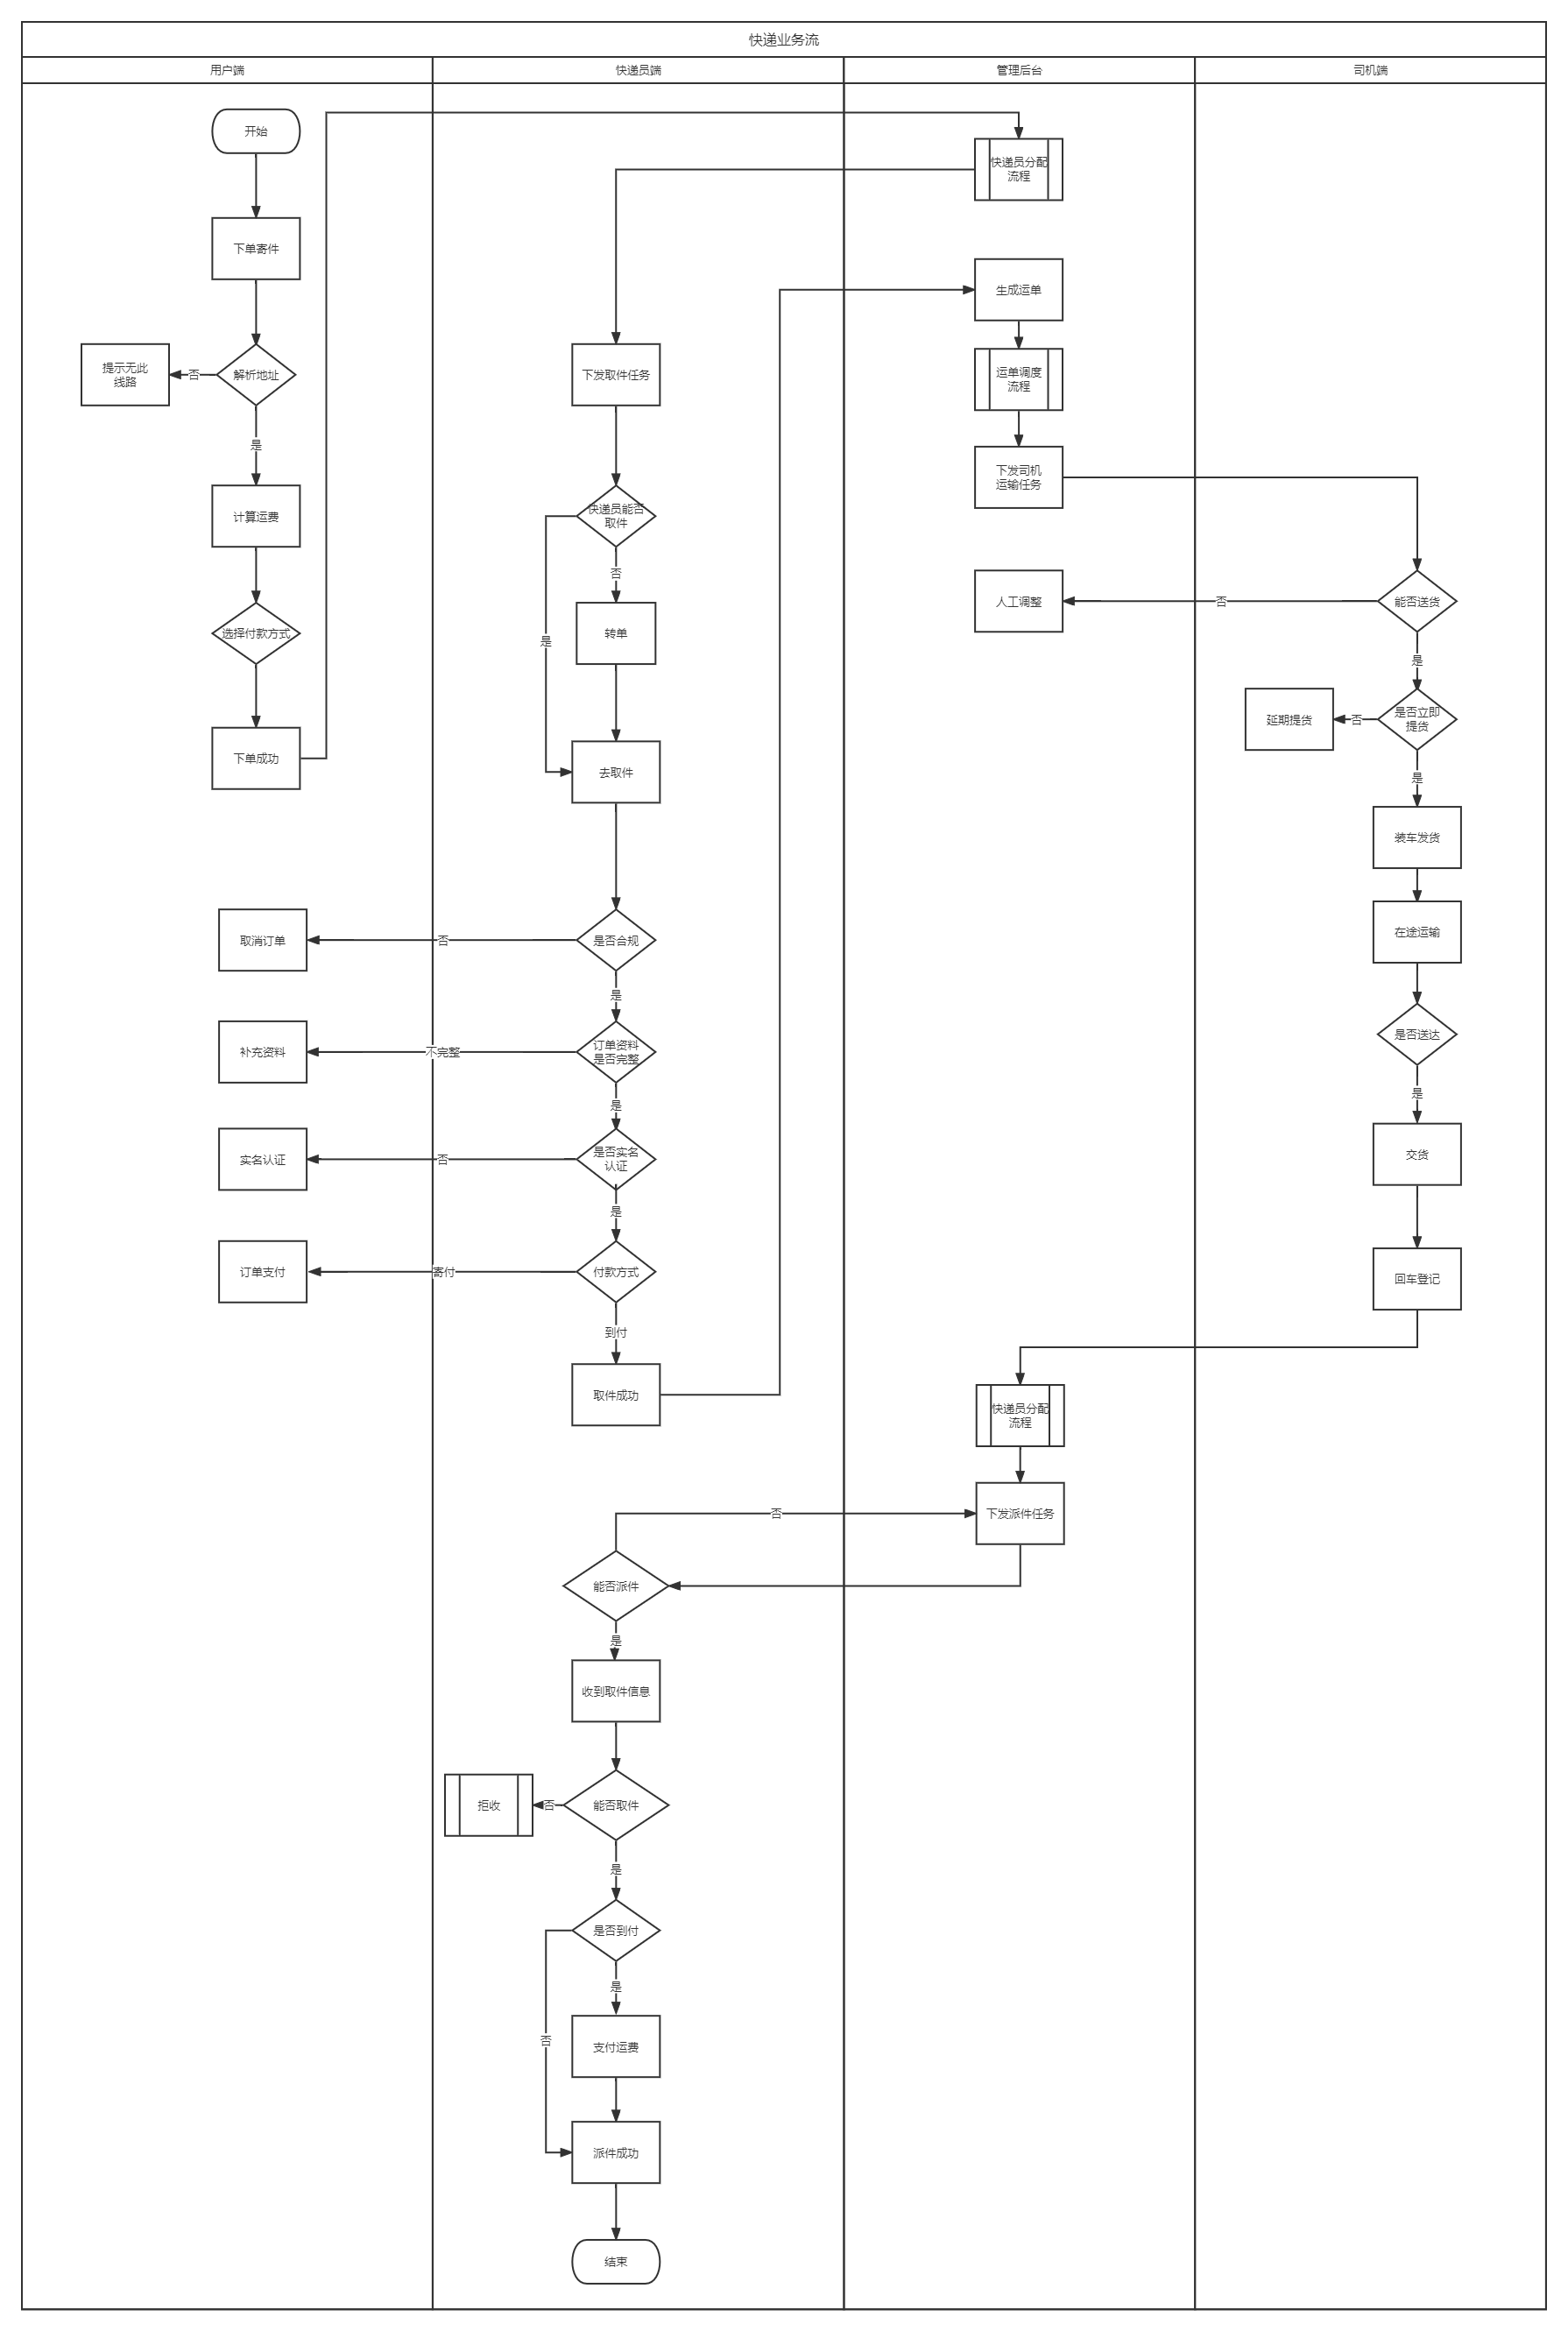 快递业务流
用户端
快递员端
管理后台
司机端
开始
下单寄件
解析地址
否
提示无此
线路
是
计算运费
选择付款方式
下单成功
快递员分配
流程
下发取件任务
快递员能否
取件
否
是
转单
去取件
是否合规
否
取消订单
是
订单资料
是否完整
不完整
补充资料
是
是否实名
认证
否
实名认证
是
付款方式
寄付
订单支付
到付
取件成功
生成运单
运单调度
流程
下发司机
运输任务
能否送货
否
人工调整
是
是否立即
提货
否
延期提货
是
装车发货
在途运输
是否送达
是
交货
回车登记
快递员分配
流程
下发派件任务
否
能否派件
是
收到取件信息
能否取件
否
拒收
是
是否到付
是
否
支付运费
派件成功
结束